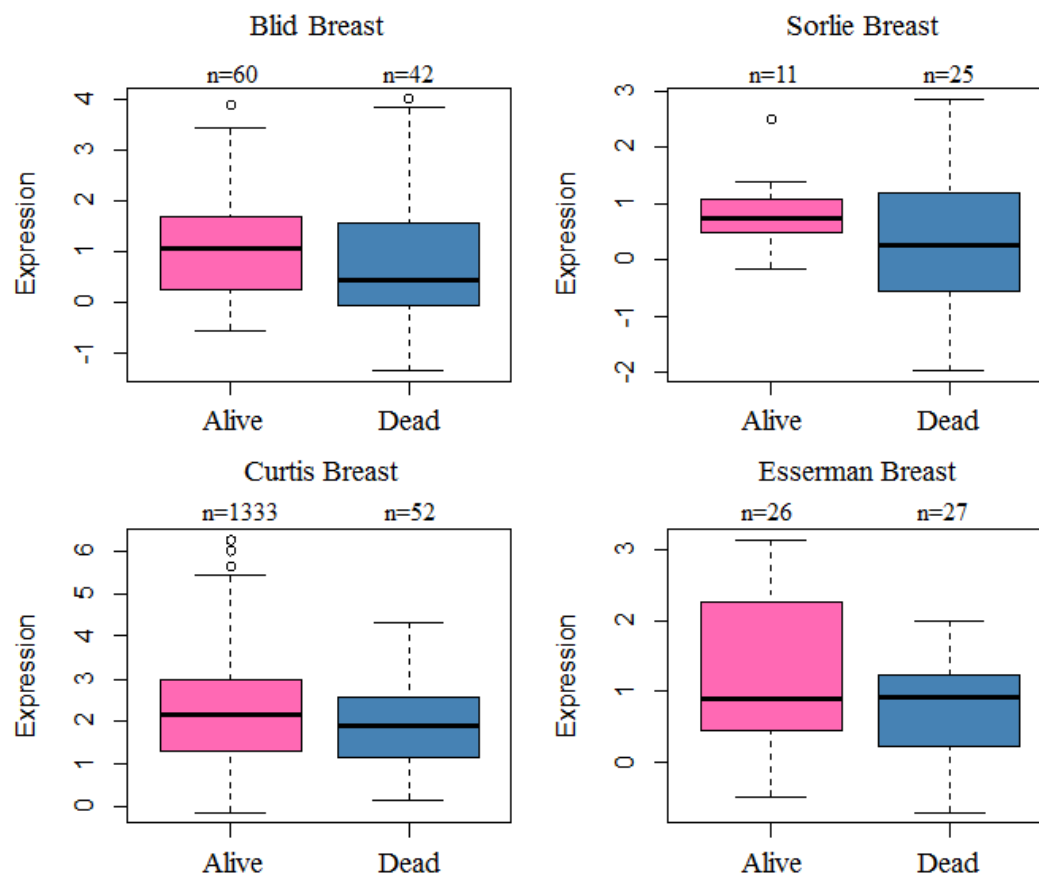 Blid Breast
n=60 n=42
Expression
4
3
2
1
0
-1
Alive Dead
Sorlie Breast
n=11 n=25
Expression
3
2
1
0
-1
-2
Alive Dead
Curtis Breast
n=1333 n=52
Expression
6
5
4
3
2
1
0
Alive Dead
Esserman Breast
n=26 n=27
Expression
3
2
1
0
Alive Dead